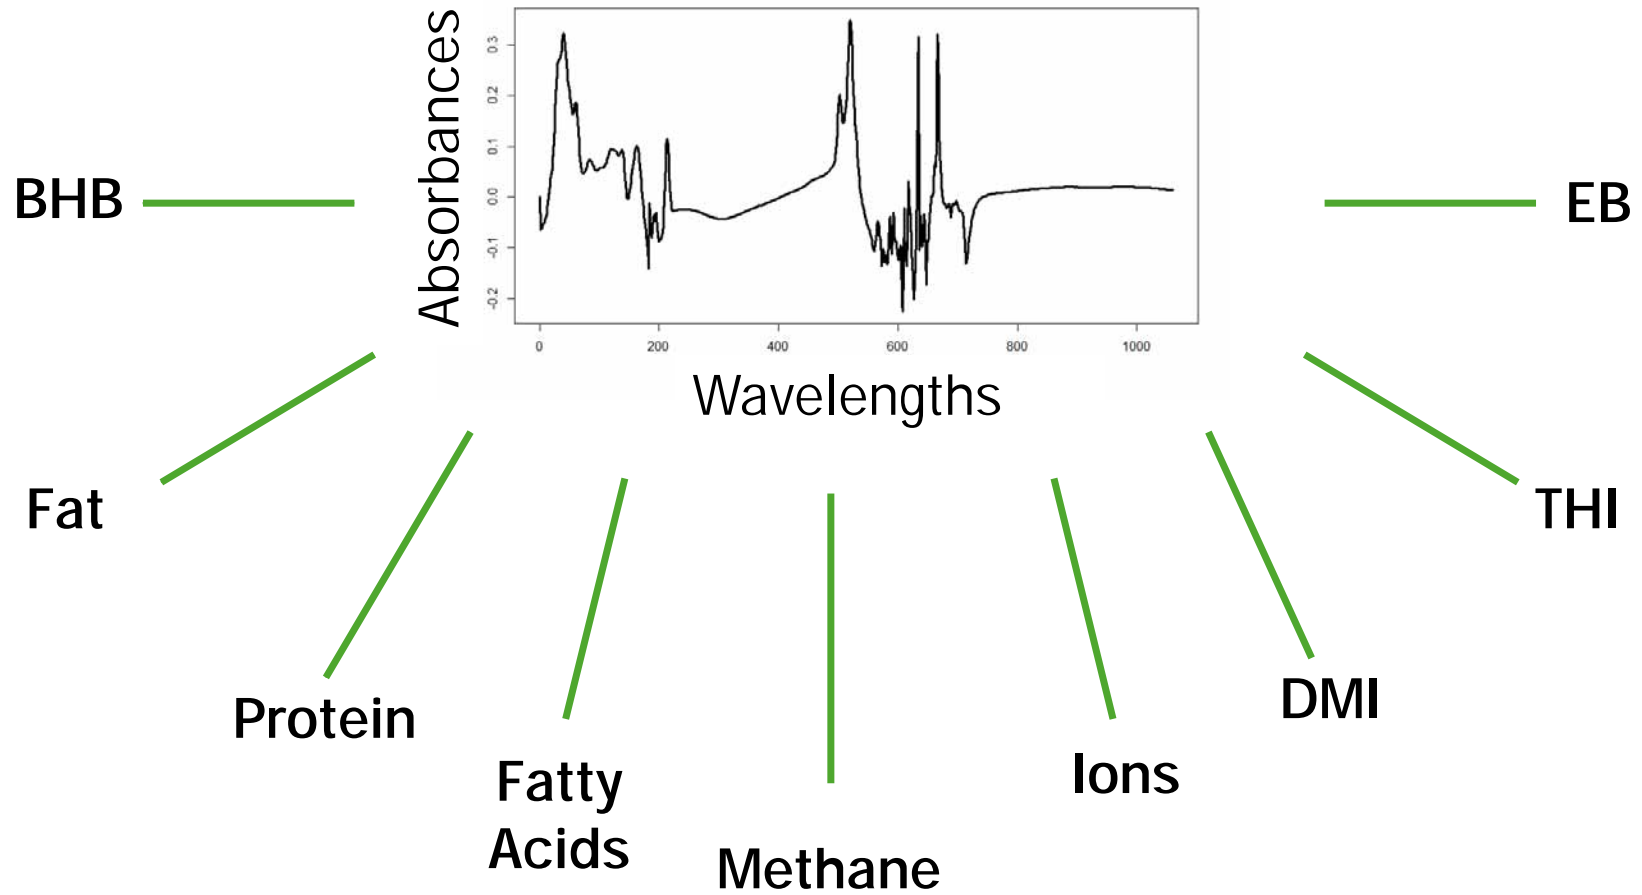 Absorbances
0.3
0.2
0.1
0.0
-0.1
-0.2
0 200 400 600 800 1000
Wavelengths
BHB
EB
Fat
THI
Protein
DMI
Fatty
Acids
Ions
Methane